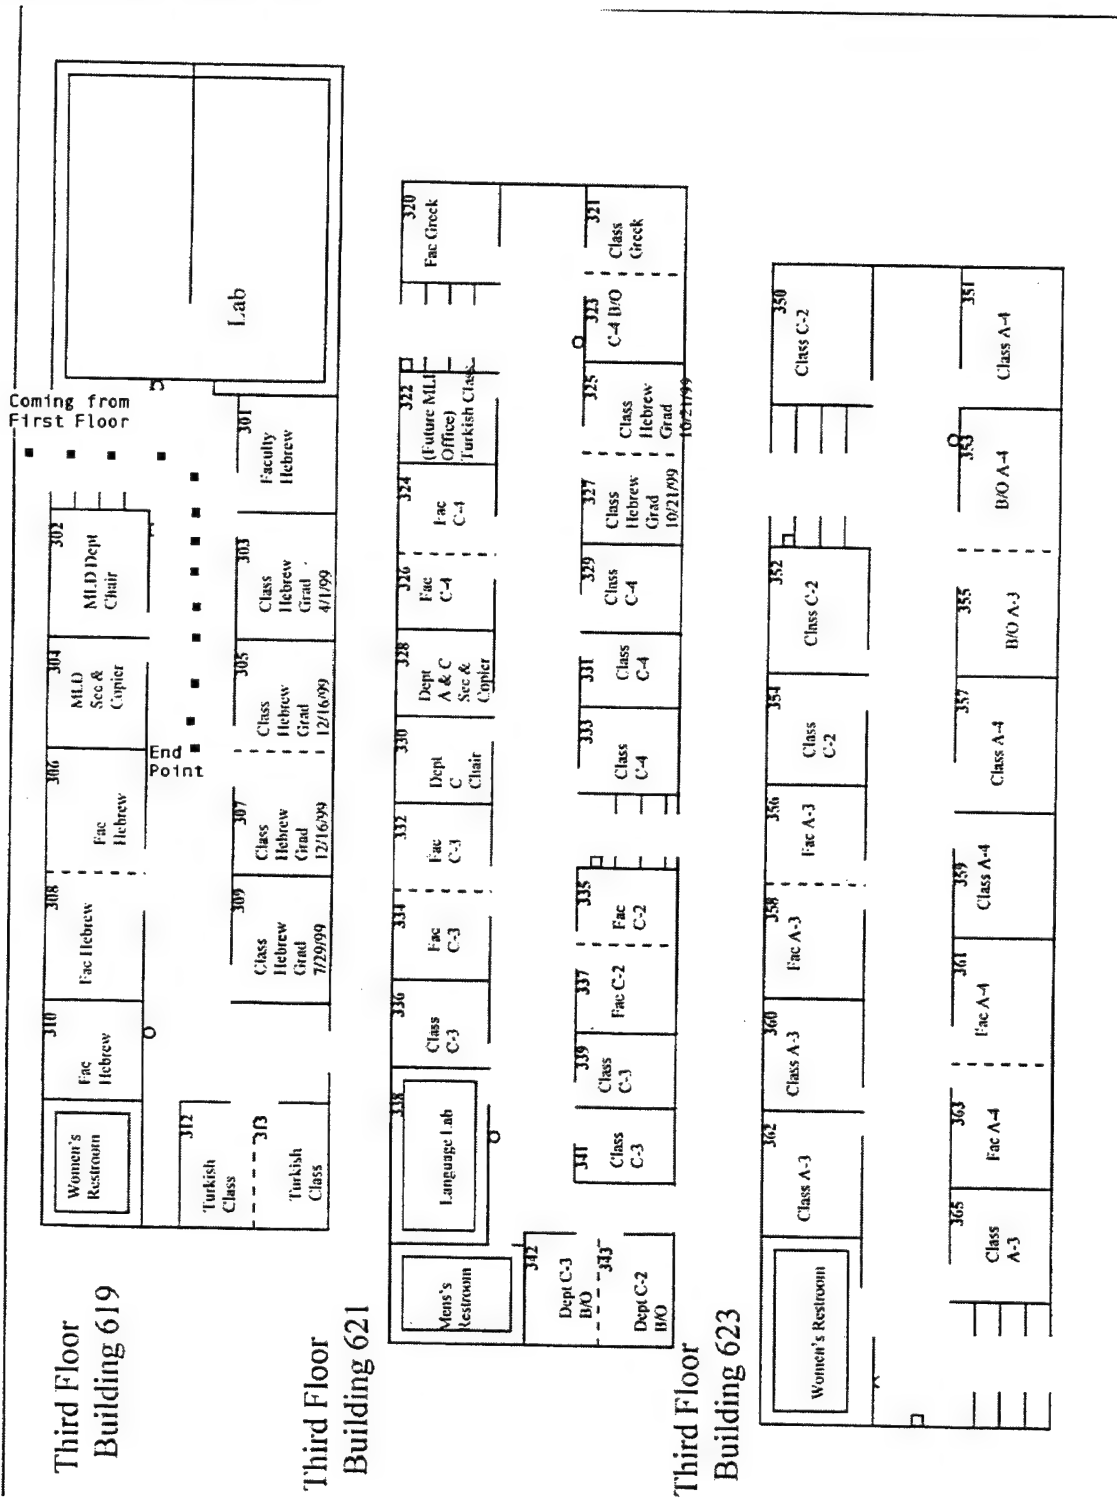 Third Floor
Building 619
Coming from
First Floor
End
Point
Lab
302
MLD Dept
Chair
304
MLD
Sec &
Copier
306
Fac
Hebrew
308
Fac Hebrew
310
Fac
Hebrew
Women's
Restroom
301
Faculty
Hebrew
303
Class
Hebrew
Grad
4/1/99
305
Class
Hebrew
Grad
12/16/99
307
Class
Hebrew
Grad
12/16/99
309
Class
Hebrew
Grad
7/29/99
312
Turkish
Class
313
Turkish
Class
Third Floor
Building 621
320
Fac Greek
322
(Future MLD
Office)
Turkish Class
324
Fac
C-4
326
Fac
C-4
328
Dept
A & C
Sec &
Copier
330
Dept
C
Chair
332
Fac
C-3
334
Fac
C-3
336
Class
C-3
338
Language Lab
Mens's
Restroom
321
Class
Greek
323
C-4 B/O
325
Class
Hebrew
Grad
10/21/99
327
Class
Hebrew
Grad
10/21/99
329
Class
C-4
331
Class
C-4
333
Class
C-4
335
Fac
C-2
337
Fac C-2
339
Class
C-3
341
Class
C-3
342
Dept C-3
B/O
343
Dept C-2
B/O
Third Floor
Building 623
350
Class C-2
352
Class C-2
354
Class
C-2
356
Fac A-3
358
Fac A-3
360
Class A-3
362
Class A-3
Women's Restroom
351
Class A-4
353
B/O A-4
355
B/O A-3
357
Class A-4
359
Class A-4
361
Fac A-4
363
Fac A-4
365
Class
A-3